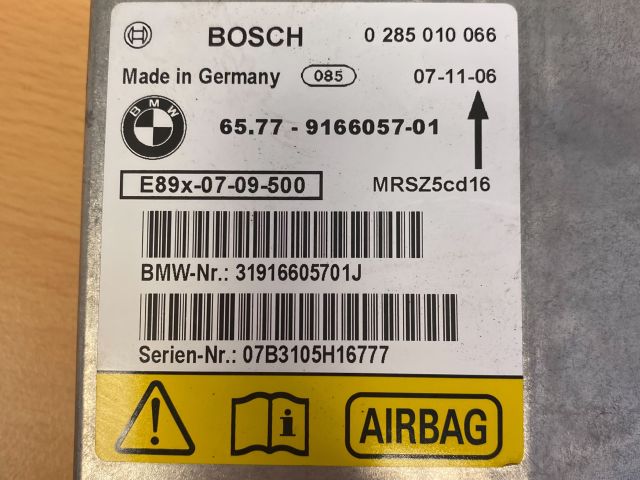 BOSCH 0 285 010 066
Made in Germany 085 07-11-06
BMW 65.77 - 9166057-01
E89x-07-09-500 MRSZ5cd16
BMW-Nr.: 31916605701J
Serien-Nr.: 07B3105H16777
AIRBAG